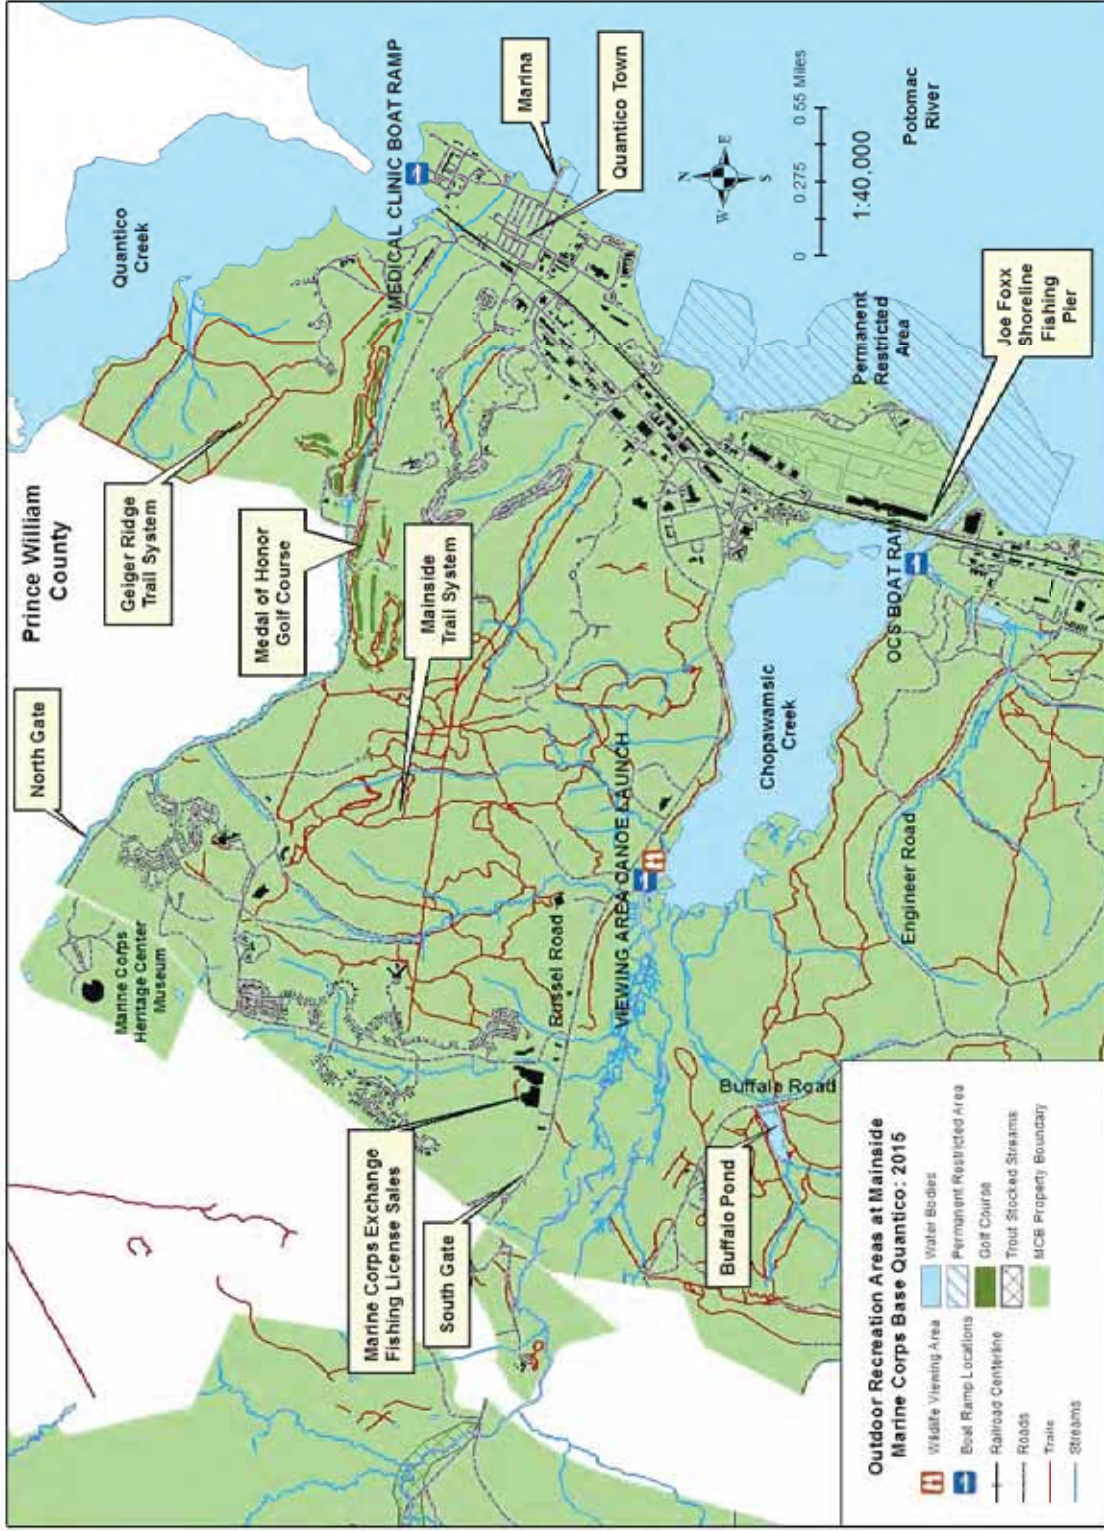 Prince William
County
Quantico
Creek
North Gate
Geiger Ridge
Trail System
Medal of Honor
Golf Course
Mainside
Trail System
MEDICAL CLINIC BOAT RAMP
Marina
Quantico Town
N
W
E
S
0
0.275
0.55 Miles
1:40,000
Potomac
River
Marine Corps
Heritage Center
Museum
Marine Corps Exchange
Fishing License Sales
South Gate
Russel Road
VIEWING AREA CANOE LAUNCH
Chopawamsic
Creek
Permanent
Restricted
Area
Joe Foxx
Shoreline
Fishing
Pier
OCS BOAT RAM
Engineer Road
Buffalo Road
Buffalo Pond
Outdoor Recreation Areas at Mainside
Marine Corps Base Quantico: 2015
Wildlife Viewing Area
Boat Ramp Locations
Railroad Centerline
Roads
Trails
Streams
Water Bodies
Permanent Restricted Area
Golf Course
Trout Stocked Streams
MCB Property Boundary